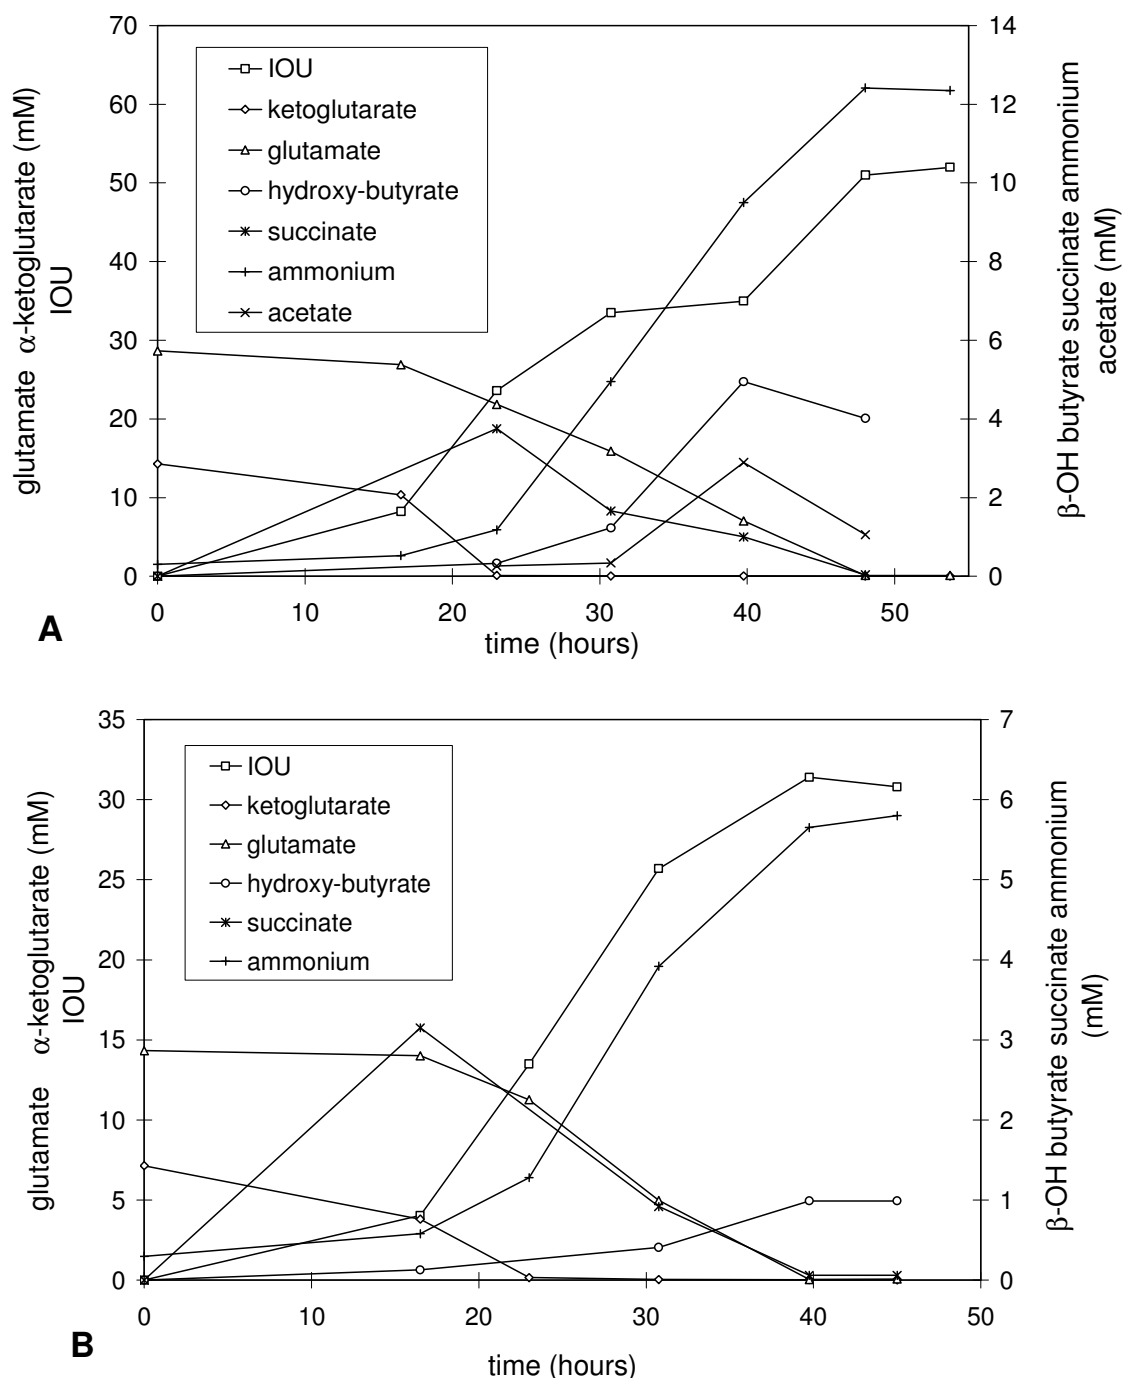 70
60
50
40
30
20
10
0
14
12
10
8
6
4
2
0
0
10
20
30
40
50
IOU
ketoglutarate
glutamate
hydroxy-butyrate
succinate
ammonium
acetate
glutamate α-ketoglutarate (mM)
IOU
β-OH butyrate succinate ammonium
acetate (mM)
time (hours)
A
35
30
25
20
15
10
5
0
7
6
5
4
3
2
1
0
0
10
20
30
40
50
IOU
ketoglutarate
glutamate
hydroxy-butyrate
succinate
ammonium
glutamate α-ketoglutarate (mM)
IOU
β-OH butyrate succinate ammonium
(mM)
time (hours)
B